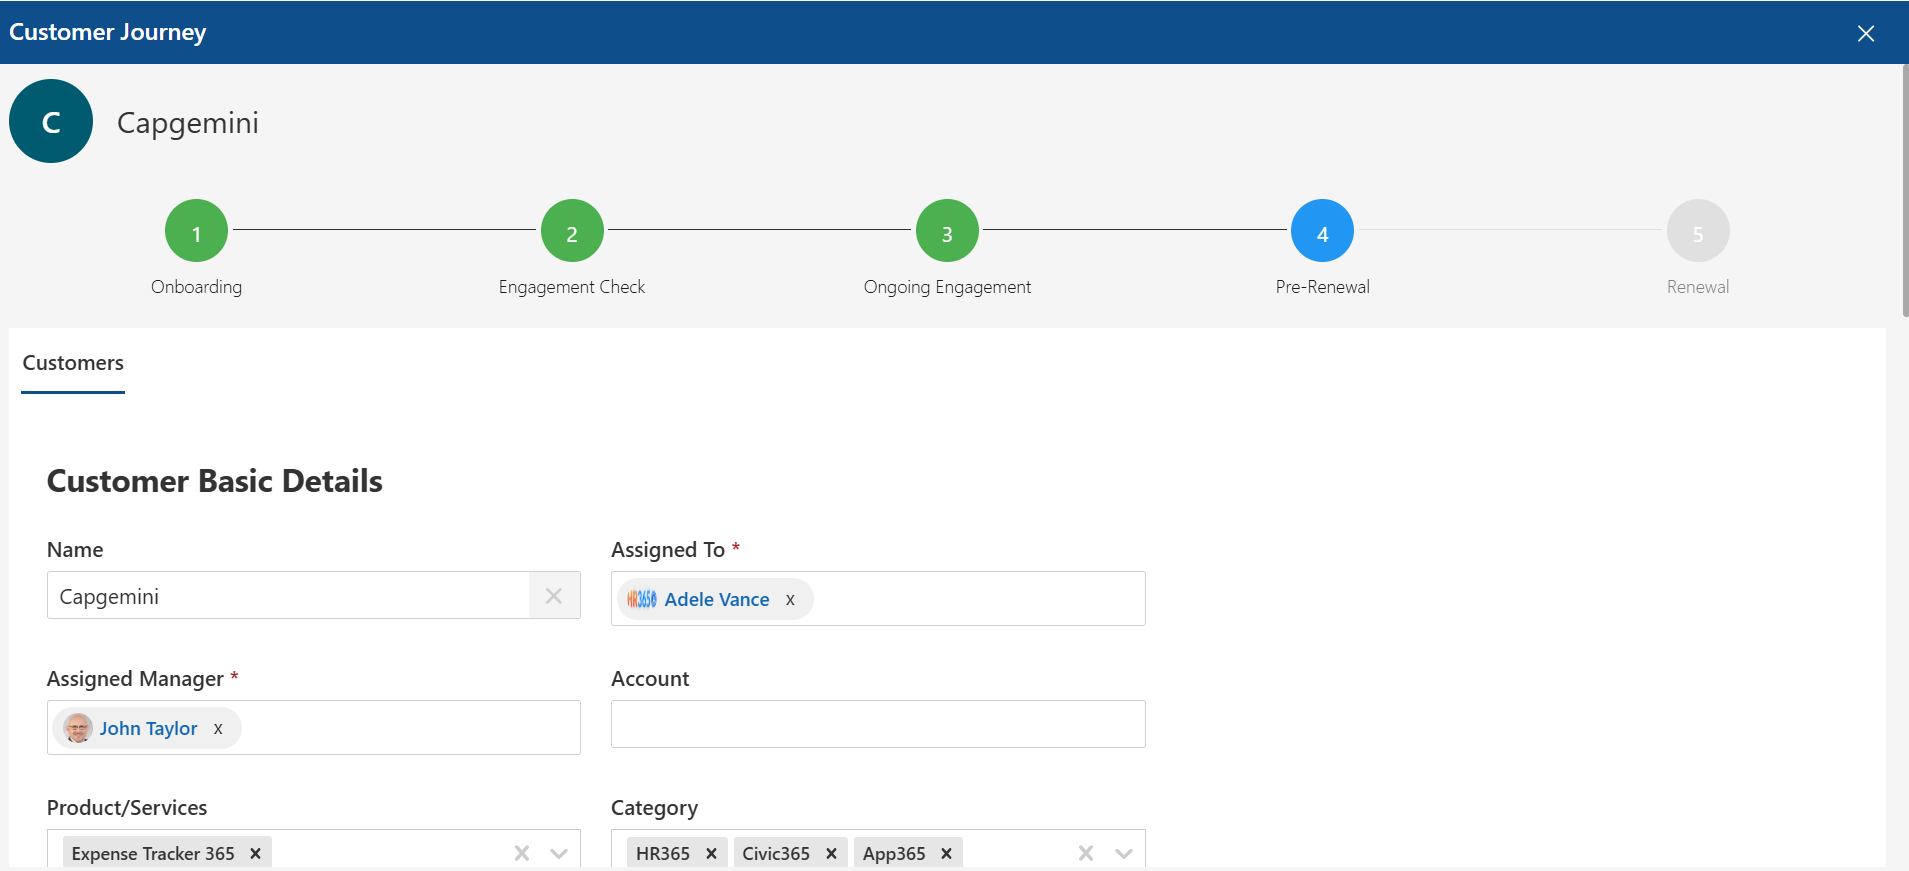 Customer Journey
C Capgemini
1 2 3 4 5
Onboarding Engagement Check Ongoing Engagement Pre-Renewal Renewal
Customers
Customer Basic Details
Name Assigned To *
Capgemini HR365 Adele Vance x
Assigned Manager * Account
John Taylor x
Product/Services Category
Expense Tracker 365 HR365 Civic365 App365